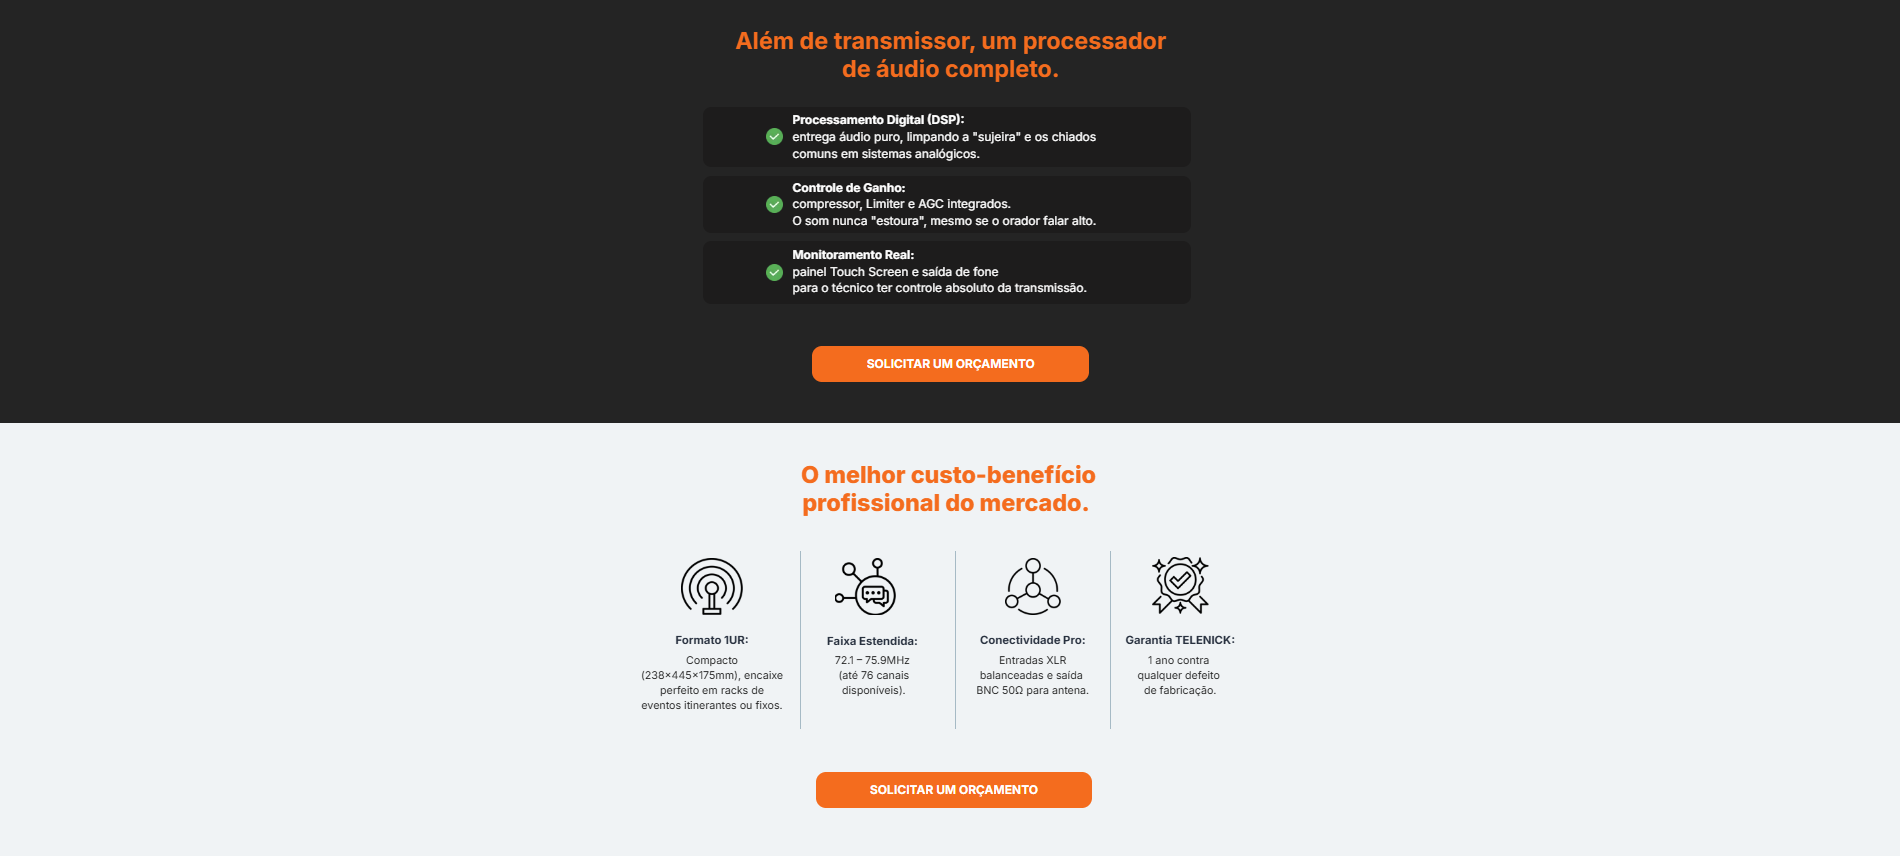 Além de transmissor, um processador
de áudio completo.
Processamento Digital (DSP):
entrega áudio puro, limpando a "sujeira" e os chiados
comuns em sistemas analógicos.
Controle de Ganho:
compressor, Limiter e AGC integrados.
O som nunca "estoura", mesmo se o orador falar alto.
Monitoramento Real:
painel Touch Screen e saída de fone
para o técnico ter controle absoluto da transmissão.
SOLICITAR UM ORÇAMENTO
O melhor custo-benefício
profissional do mercado.
Formato 1UR:
Compacto
(238×445×175mm), encaixe
perfeito em racks de
eventos itinerantes ou fixos.
Faixa Estendida:
72.1 – 75.9MHz
(até 76 canais
disponíveis).
Conectividade Pro:
Entradas XLR
balanceadas e saída
BNC 50Ω para antena.
Garantia TELENICK:
1 ano contra
qualquer defeito
de fabricação.
SOLICITAR UM ORÇAMENTO